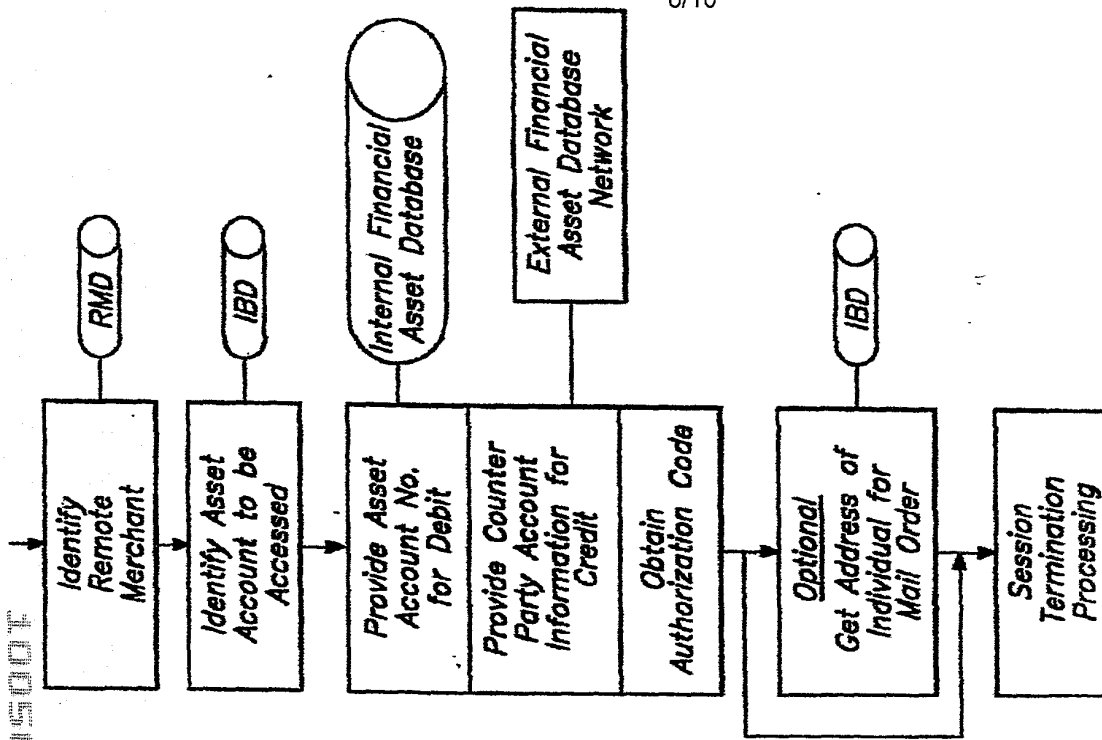 Identify
Remote
Merchant
RMD
Identify Asset
Account to be
Accessed
IBD
Provide Asset
Account No.
for Debit
Internal Financial
Asset Database
Provide Counter
Party Account
Information for
Credit
External Financial
Asset Database
Network
Obtain
Authorization Code
Optional
Get Address of
Individual for
Mail Order
IBD
Session
Termination
Processing